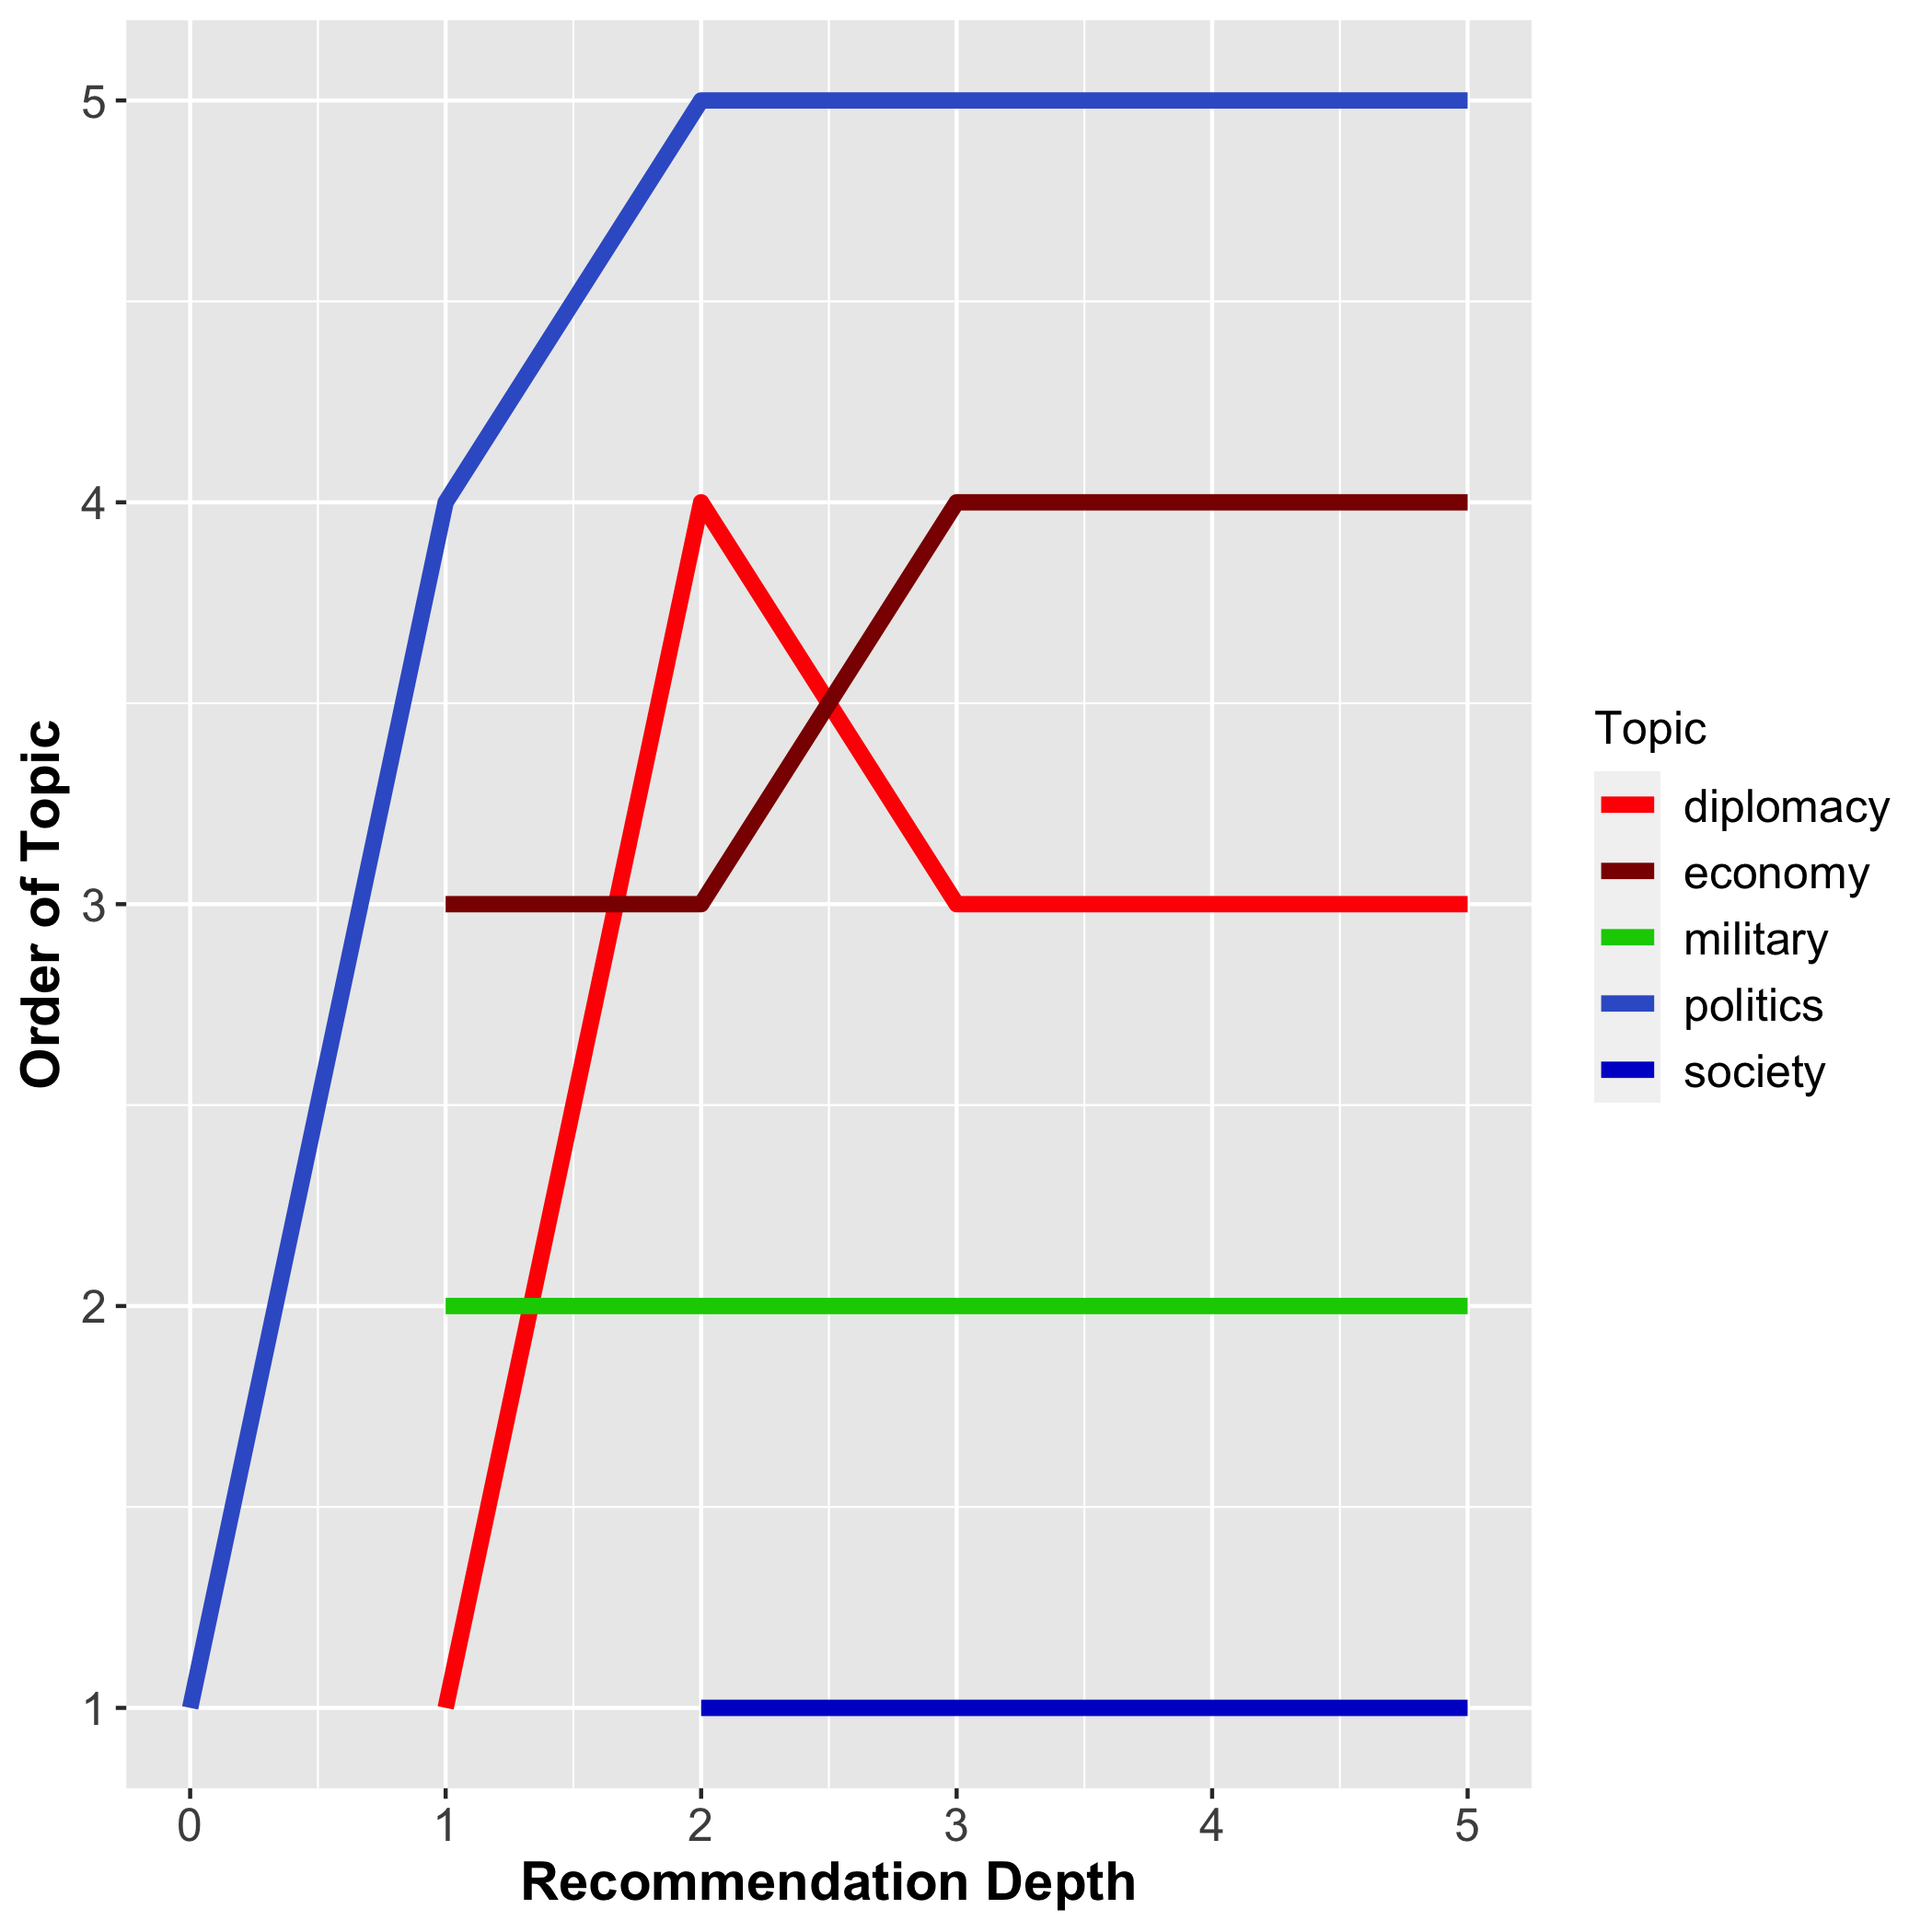 Order of Topic
5
4
3
2
1
0 1 2 3 4 5
Recommendation Depth
Topic
diplomacy
economy
military
politics
society